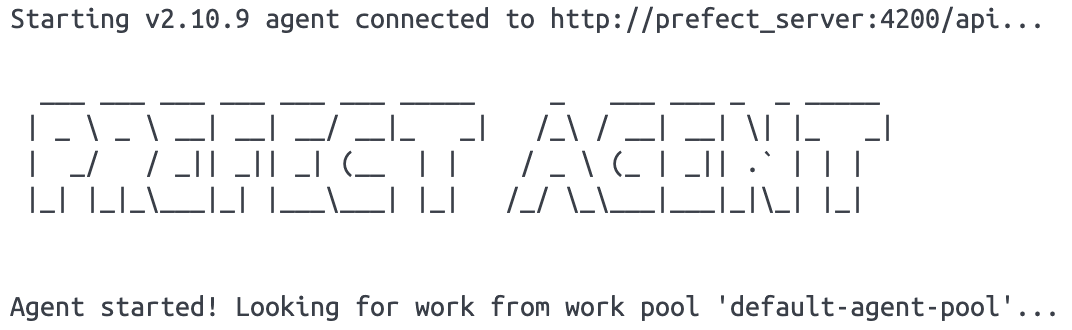 Starting v2.10.9 agent connected to http://prefect_server:4200/api...
PREFECT AGENT
Agent started! Looking for work from work pool 'default-agent-pool'...